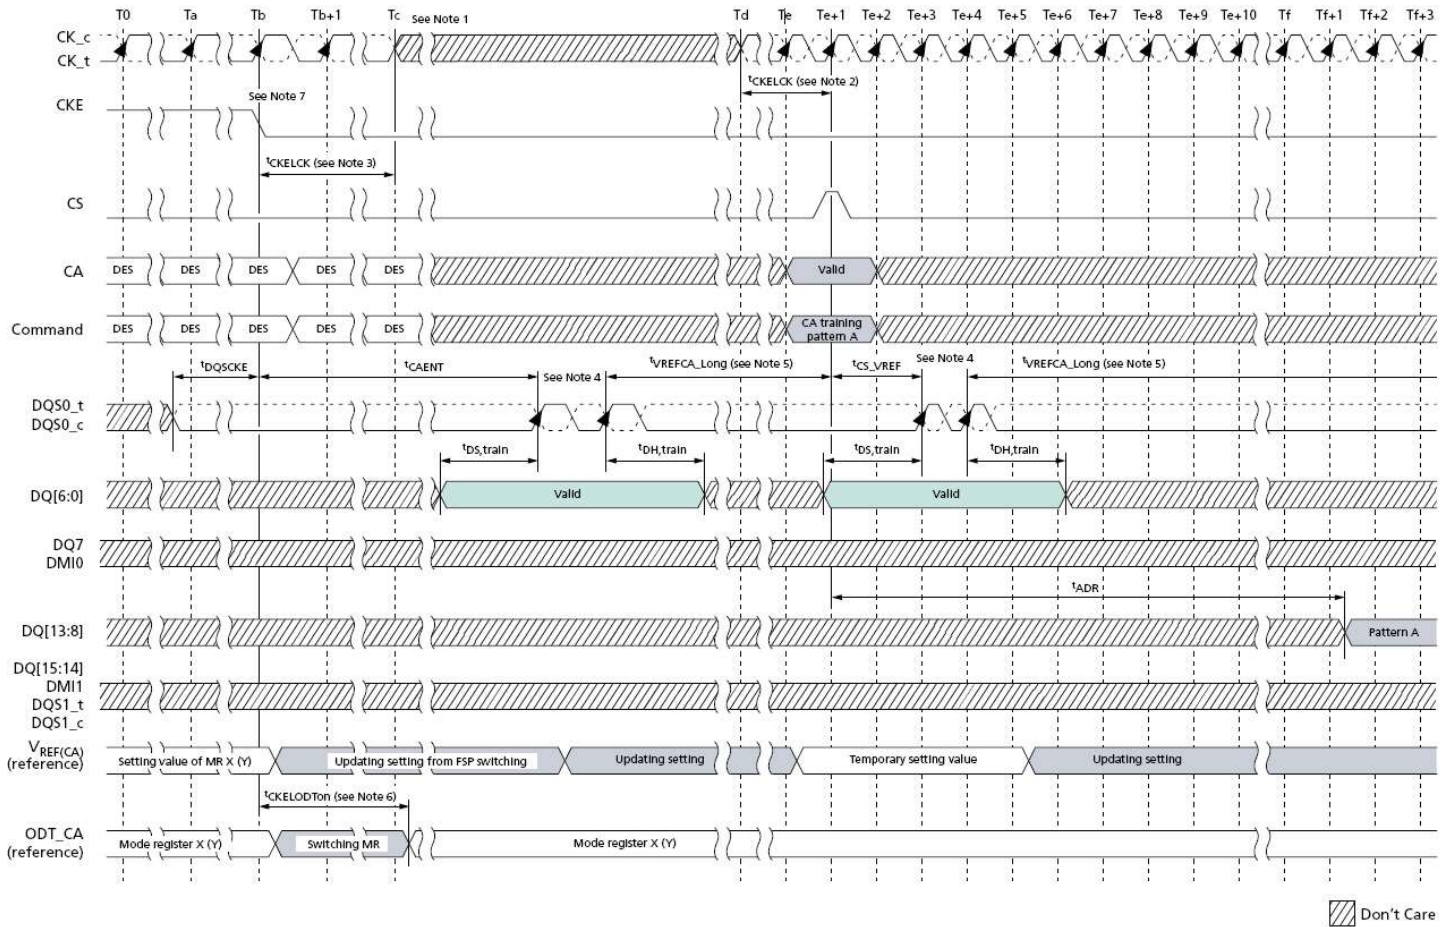 T0 Ta Tb Tb+1 Tc See Note 1 Td Te Te+1 Te+2 Te+3 Te+4 Te+5 Te+6 Te+7 Te+8 Te+9 Te+10 Tf Tf+1 Tf+2 Tf+3
CK_c
CK_t
tCKELCK (see Note 2)
CKE See Note 7
tCKELCK (see Note 3)
CS
CA DES DES DES DES DES Valid
Command DES DES DES DES DES CA training
pattern A
tDQSCKE tCAENT See Note 4 tVREFCA_Long (see Note 5) tCS_VREF See Note 4 tVREFCA_Long (see Note 5)
DQS0_t
DQS0_c
tDS,train tDH,train tDS,train tDH,train
DQ[6:0] Valid Valid
DQ7
DMI0
tADR
DQ[13:8] Pattern A
DQ[15:14]
DMI1
DQS1_t
DQS1_c
VREF(CA)
(reference) Setting value of MR X (Y) Updating setting from FSP switching Updating setting Temporary setting value Updating setting
tCKELODTon (see Note 6)
ODT_CA
(reference) Mode register X (Y) Switching MR Mode register X (Y)
Don't Care